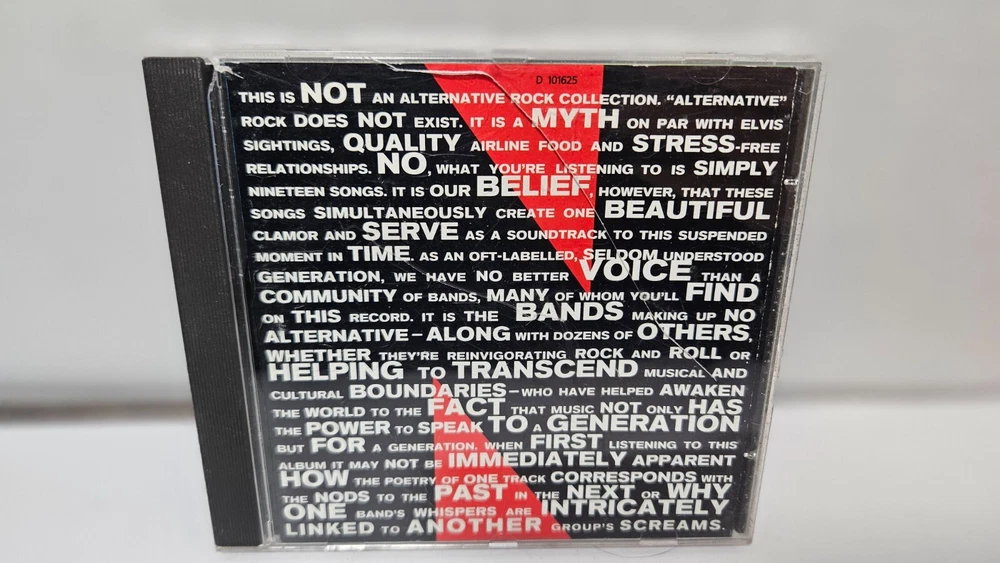 D 101625
THIS IS NOT AN ALTERNATIVE ROCK COLLECTION. "ALTERNATIVE"
ROCK DOES NOT EXIST. IT IS A MYTH ON PAR WITH ELVIS
SIGHTINGS, QUALITY AIRLINE FOOD AND STRESS-FREE
RELATIONSHIPS. NO, WHAT YOU'RE LISTENING TO IS SIMPLY
NINETEEN SONGS. IT IS OUR BELIEF, HOWEVER, THAT THESE
SONGS SIMULTANEOUSLY CREATE ONE BEAUTIFUL
CLAMOR AND SERVE AS A SOUNDTRACK TO THIS SUSPENDED
MOMENT IN TIME. AS AN OFT-LABELLED, SELDOM UNDERSTOOD
GENERATION, WE HAVE NO BETTER VOICE THAN A
COMMUNITY OF BANDS, MANY OF WHOM YOU'LL FIND
ON THIS RECORD. IT IS THE BANDS MAKING UP NO
ALTERNATIVE – ALONG WITH DOZENS OF OTHERS,
WHETHER THEY'RE REINVIGORATING ROCK AND ROLL OR
HELPING TO TRANSCEND MUSICAL AND
CULTURAL BOUNDARIES – WHO HAVE HELPED AWAKEN
THE WORLD TO THE FACT THAT MUSIC NOT ONLY HAS
THE POWER TO SPEAK TO A GENERATION
BUT FOR A GENERATION. WHEN FIRST LISTENING TO THIS
ALBUM IT MAY NOT BE IMMEDIATELY APPARENT
HOW THE POETRY OF ONE TRACK CORRESPONDS WITH
THE NODS TO THE PAST IN THE NEXT OR WHY
ONE BAND'S WHISPERS ARE INTRICATELY
LINKED TO ANOTHER GROUP'S SCREAMS.